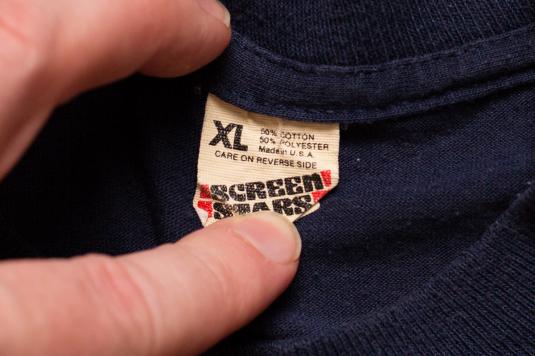 XL
50% COTTON
50% POLYESTER
Made in U.S.A.
CARE ON REVERSE SIDE
SCREEN
STARS